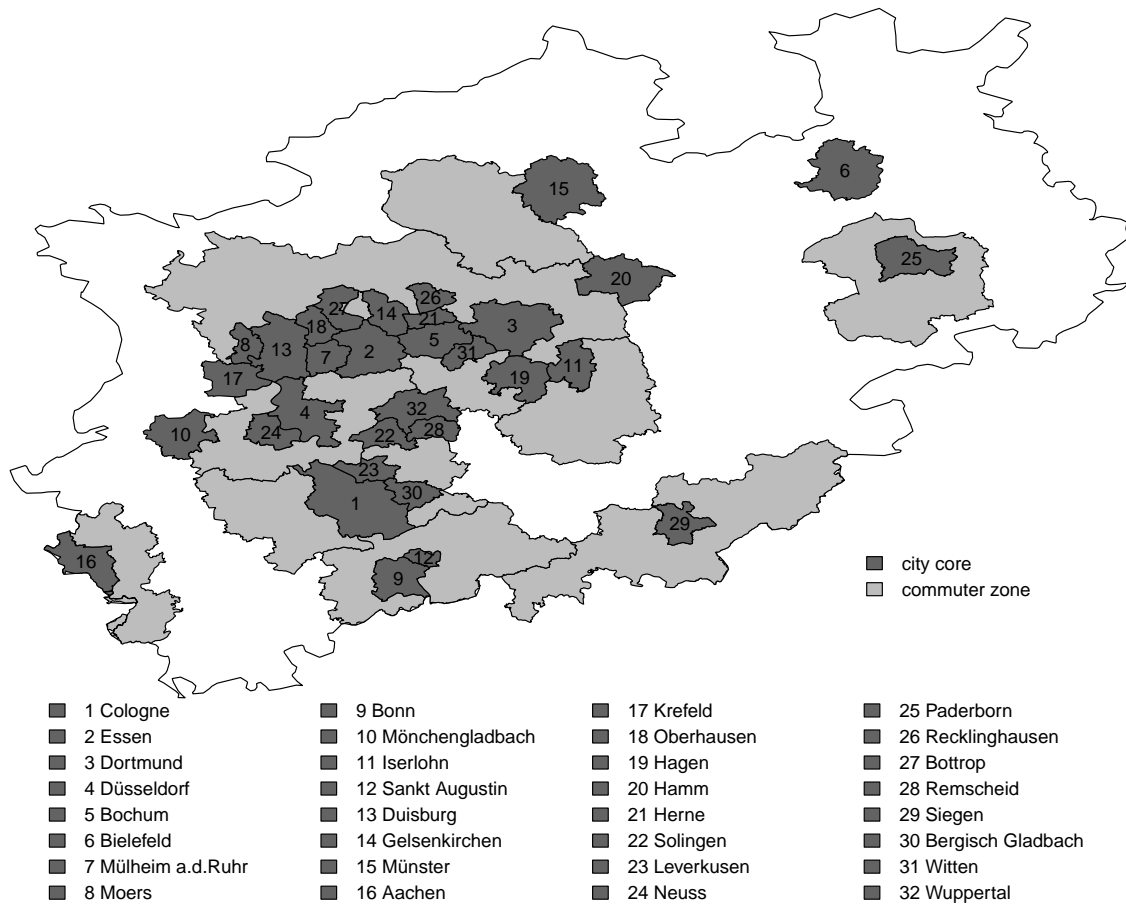 15
6
25
20
26
27
14
21
18
3
8
5
13
2
31
7
11
17
19
32
4
10
24
22
28
23
30
1
29
16
12
9
city core
commuter zone
1 Cologne
2 Essen
3 Dortmund
4 Düsseldorf
5 Bochum
6 Bielefeld
7 Mülheim a.d.Ruhr
8 Moers
9 Bonn
10 Mönchengladbach
11 Iserlohn
12 Sankt Augustin
13 Duisburg
14 Gelsenkirchen
15 Münster
16 Aachen
17 Krefeld
18 Oberhausen
19 Hagen
20 Hamm
21 Herne
22 Solingen
23 Leverkusen
24 Neuss
25 Paderborn
26 Recklinghausen
27 Bottrop
28 Remscheid
29 Siegen
30 Bergisch Gladbach
31 Witten
32 Wuppertal